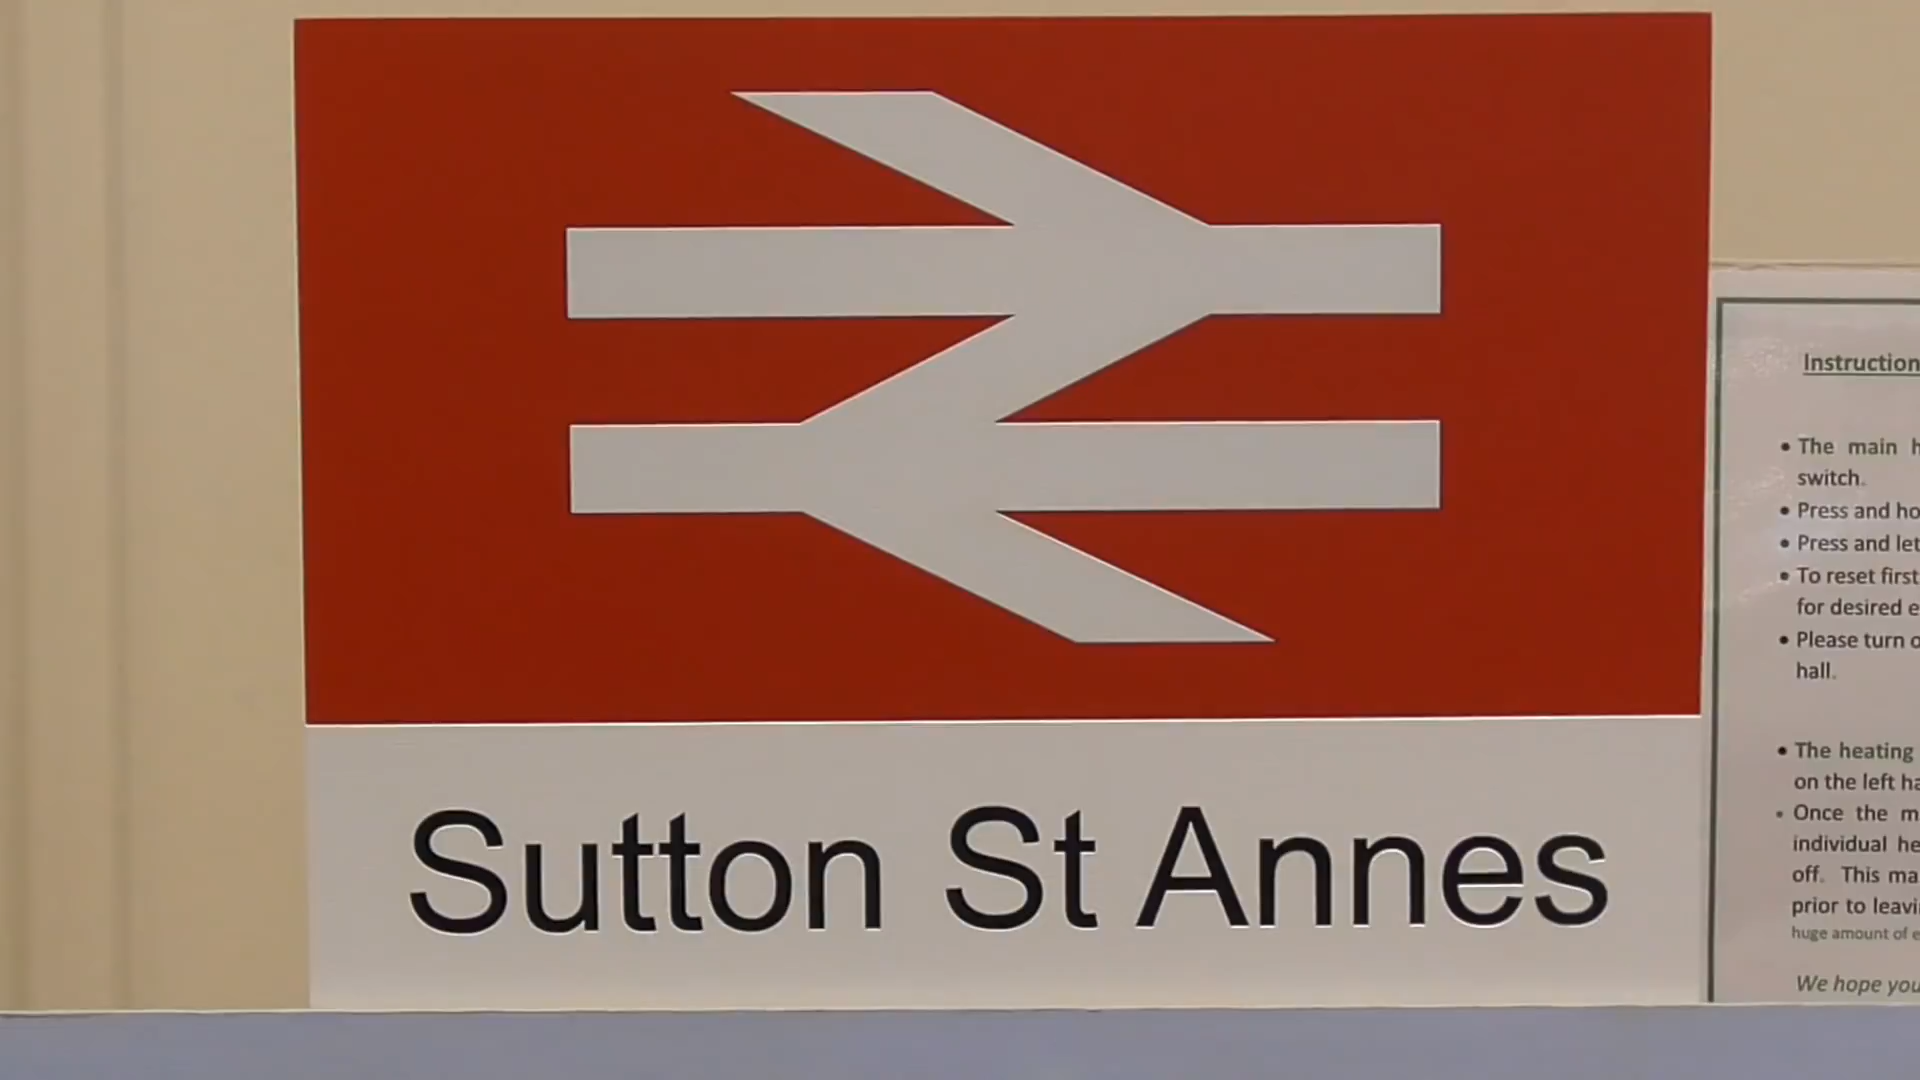 Sutton St Annes
Instruction
• The main h
switch.
• Press and ho
• Press and let
• To reset first
for desired e
• Please turn o
hall.
• The heating
on the left ha
• Once the m
individual he
off. This ma
prior to leavi
huge amount of e
We hope you